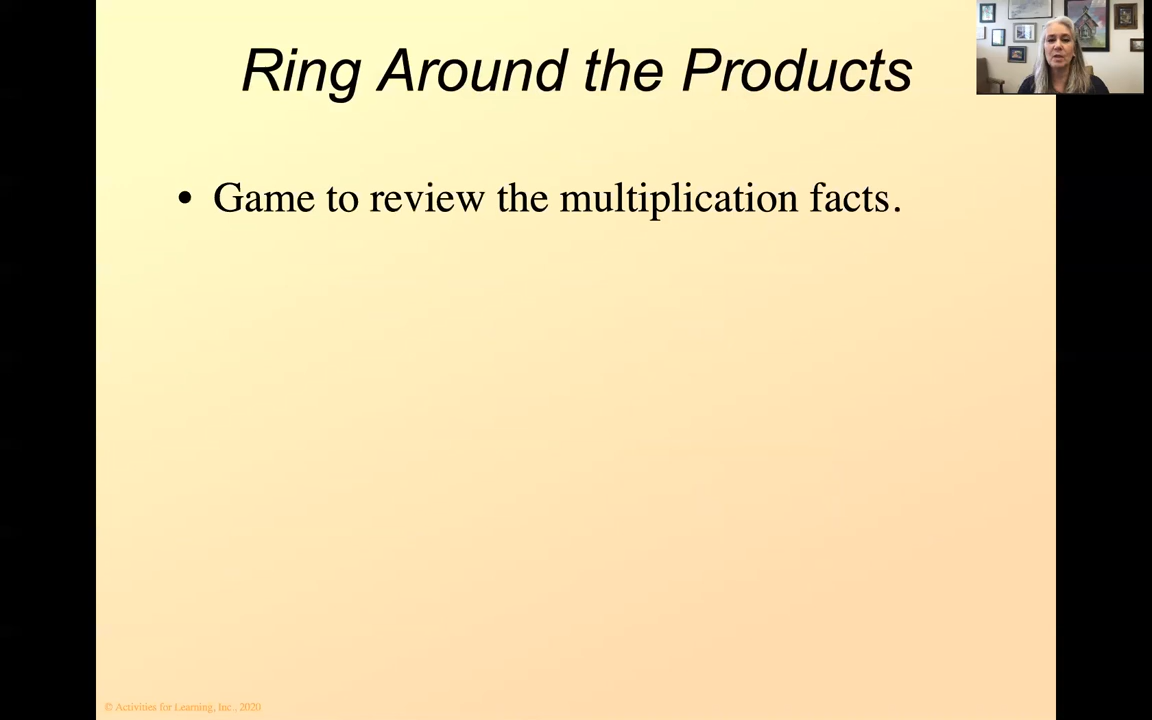 Ring Around the Products
• Game to review the multiplication facts.
© Activities for Learning, Inc., 2020